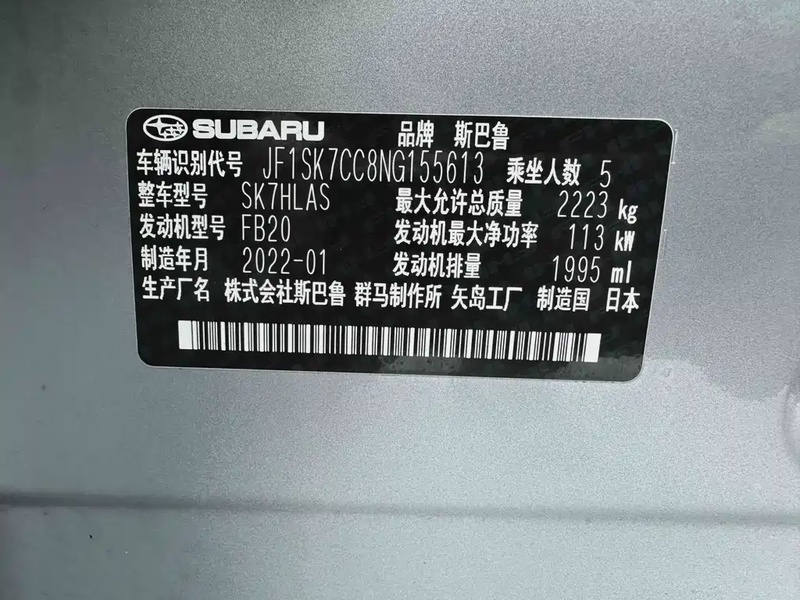 SUBARU 品牌 斯巴鲁
车辆识别代号 JF1SK7CC8NG155613 乘坐人数 5
整车型号 SK7HLAS 最大允许总质量 2223 kg
发动机型号 FB20 发动机最大净功率 113 kW
制造年月 2022-01 发动机排量 1995 ml
生产厂名 株式会社斯巴鲁 群马制作所 矢岛工厂 制造国 日本